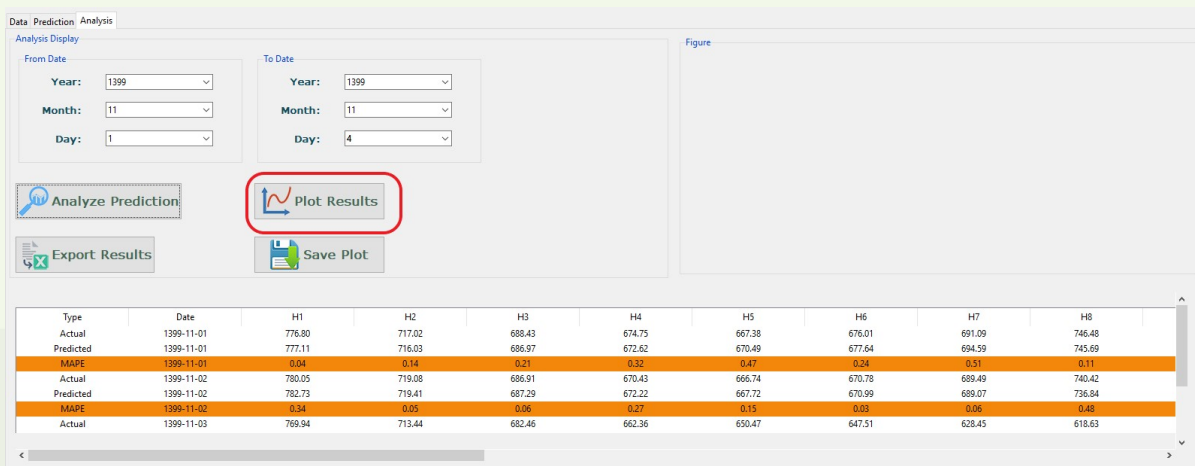 Data Prediction Analysis
Analysis Display
Figure
From Date
To Date
Year: 1399
Year: 1399
Month: 11
Month: 11
Day: 1
Day: 4
Analyze Prediction
Plot Results
Export Results
Save Plot
Type Date H1 H2 H3 H4 H5 H6 H7 H8
Actual 1399-11-01 776.80 717.02 688.43 674.75 667.38 676.01 691.09 746.48
Predicted 1399-11-01 777.11 716.03 686.97 672.62 670.49 677.64 694.59 745.69
MAPE 1399-11-01 0.04 0.14 0.21 0.32 0.47 0.24 0.51 0.11
Actual 1399-11-02 780.05 719.08 686.91 670.43 666.74 670.78 689.49 740.42
Predicted 1399-11-02 782.73 719.41 687.29 672.22 667.72 670.99 689.07 736.84
MAPE 1399-11-02 0.34 0.05 0.06 0.27 0.15 0.03 0.06 0.48
Actual 1399-11-03 769.94 713.44 682.46 662.36 650.47 647.51 628.45 618.63